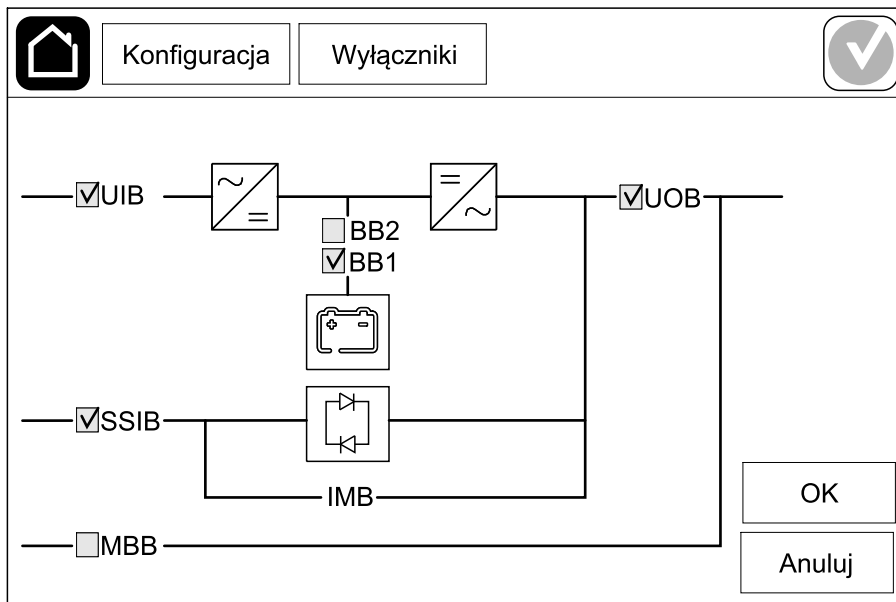 Konfiguracja
Wyłączniki
UIB
UOB
BB2
BB1
SSIB
IMB
OK
MBB
Anuluj